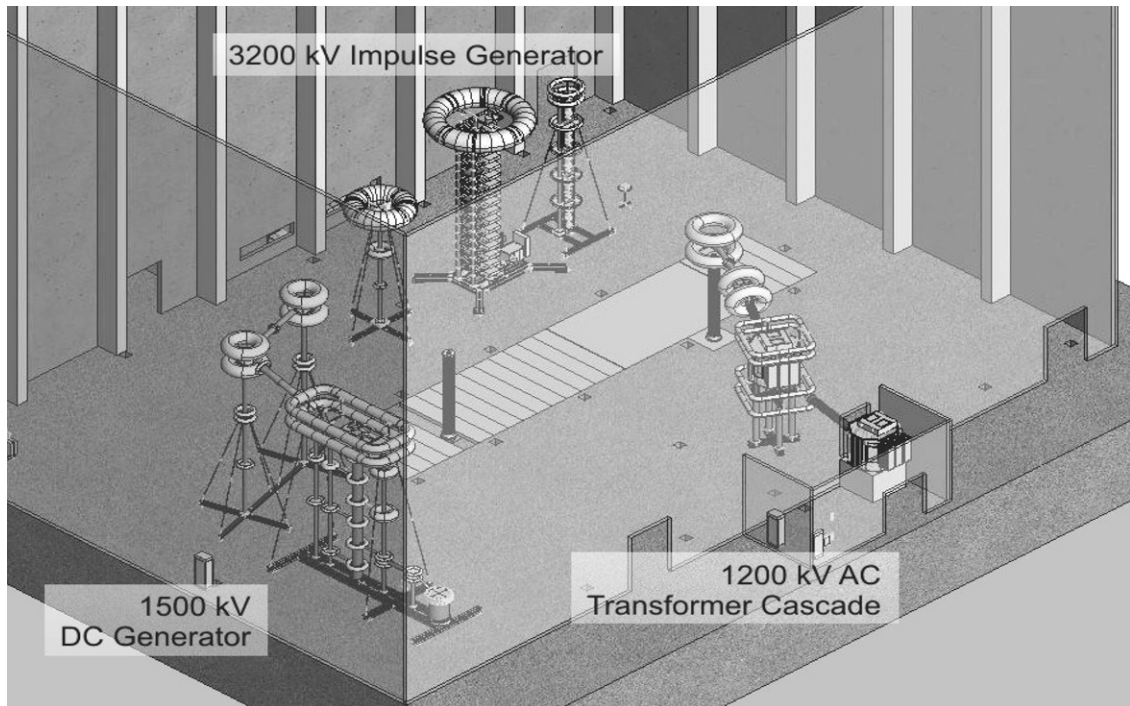 3200 kV Impulse Generator
1500 kV
DC Generator
1200 kV AC
Transformer Cascade